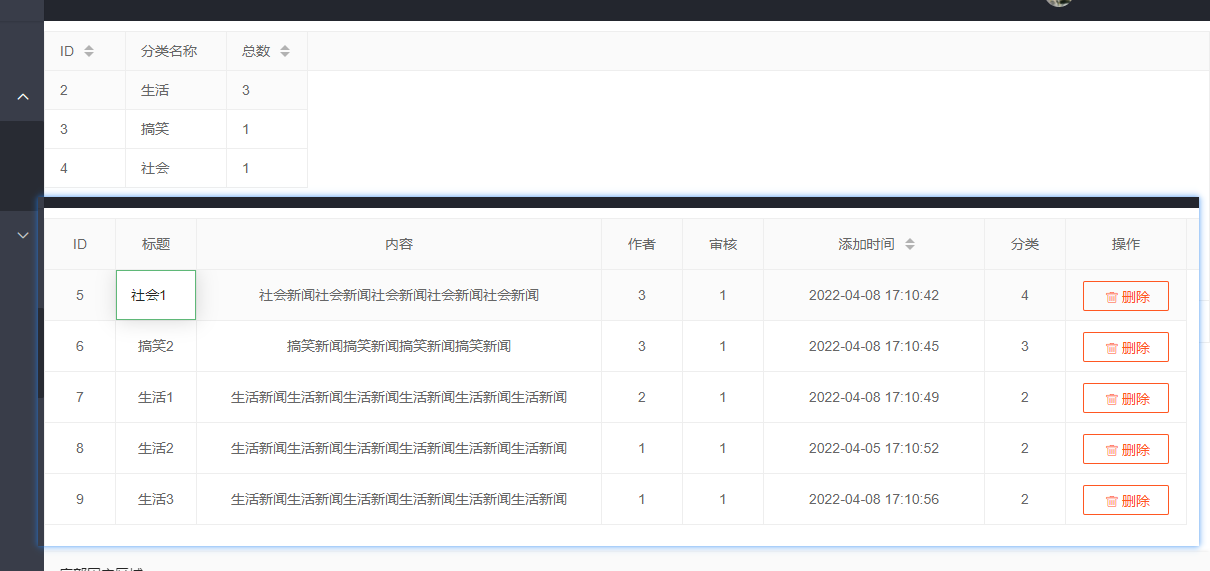 ID 分类名称 总数
2 生活 3
3 搞笑 1
4 社会 1
ID 标题 内容 作者 审核 添加时间 分类 操作
5 社会1 社会新闻社会新闻社会新闻社会新闻社会新闻 3 1 2022-04-08 17:10:42 4 删除
6 搞笑2 搞笑新闻搞笑新闻搞笑新闻搞笑新闻 3 1 2022-04-08 17:10:45 3 删除
7 生活1 生活新闻生活新闻生活新闻生活新闻生活新闻生活新闻 2 1 2022-04-08 17:10:49 2 删除
8 生活2 生活新闻生活新闻生活新闻生活新闻生活新闻生活新闻 1 1 2022-04-05 17:10:52 2 删除
9 生活3 生活新闻生活新闻生活新闻生活新闻生活新闻生活新闻 1 1 2022-04-08 17:10:56 2 删除